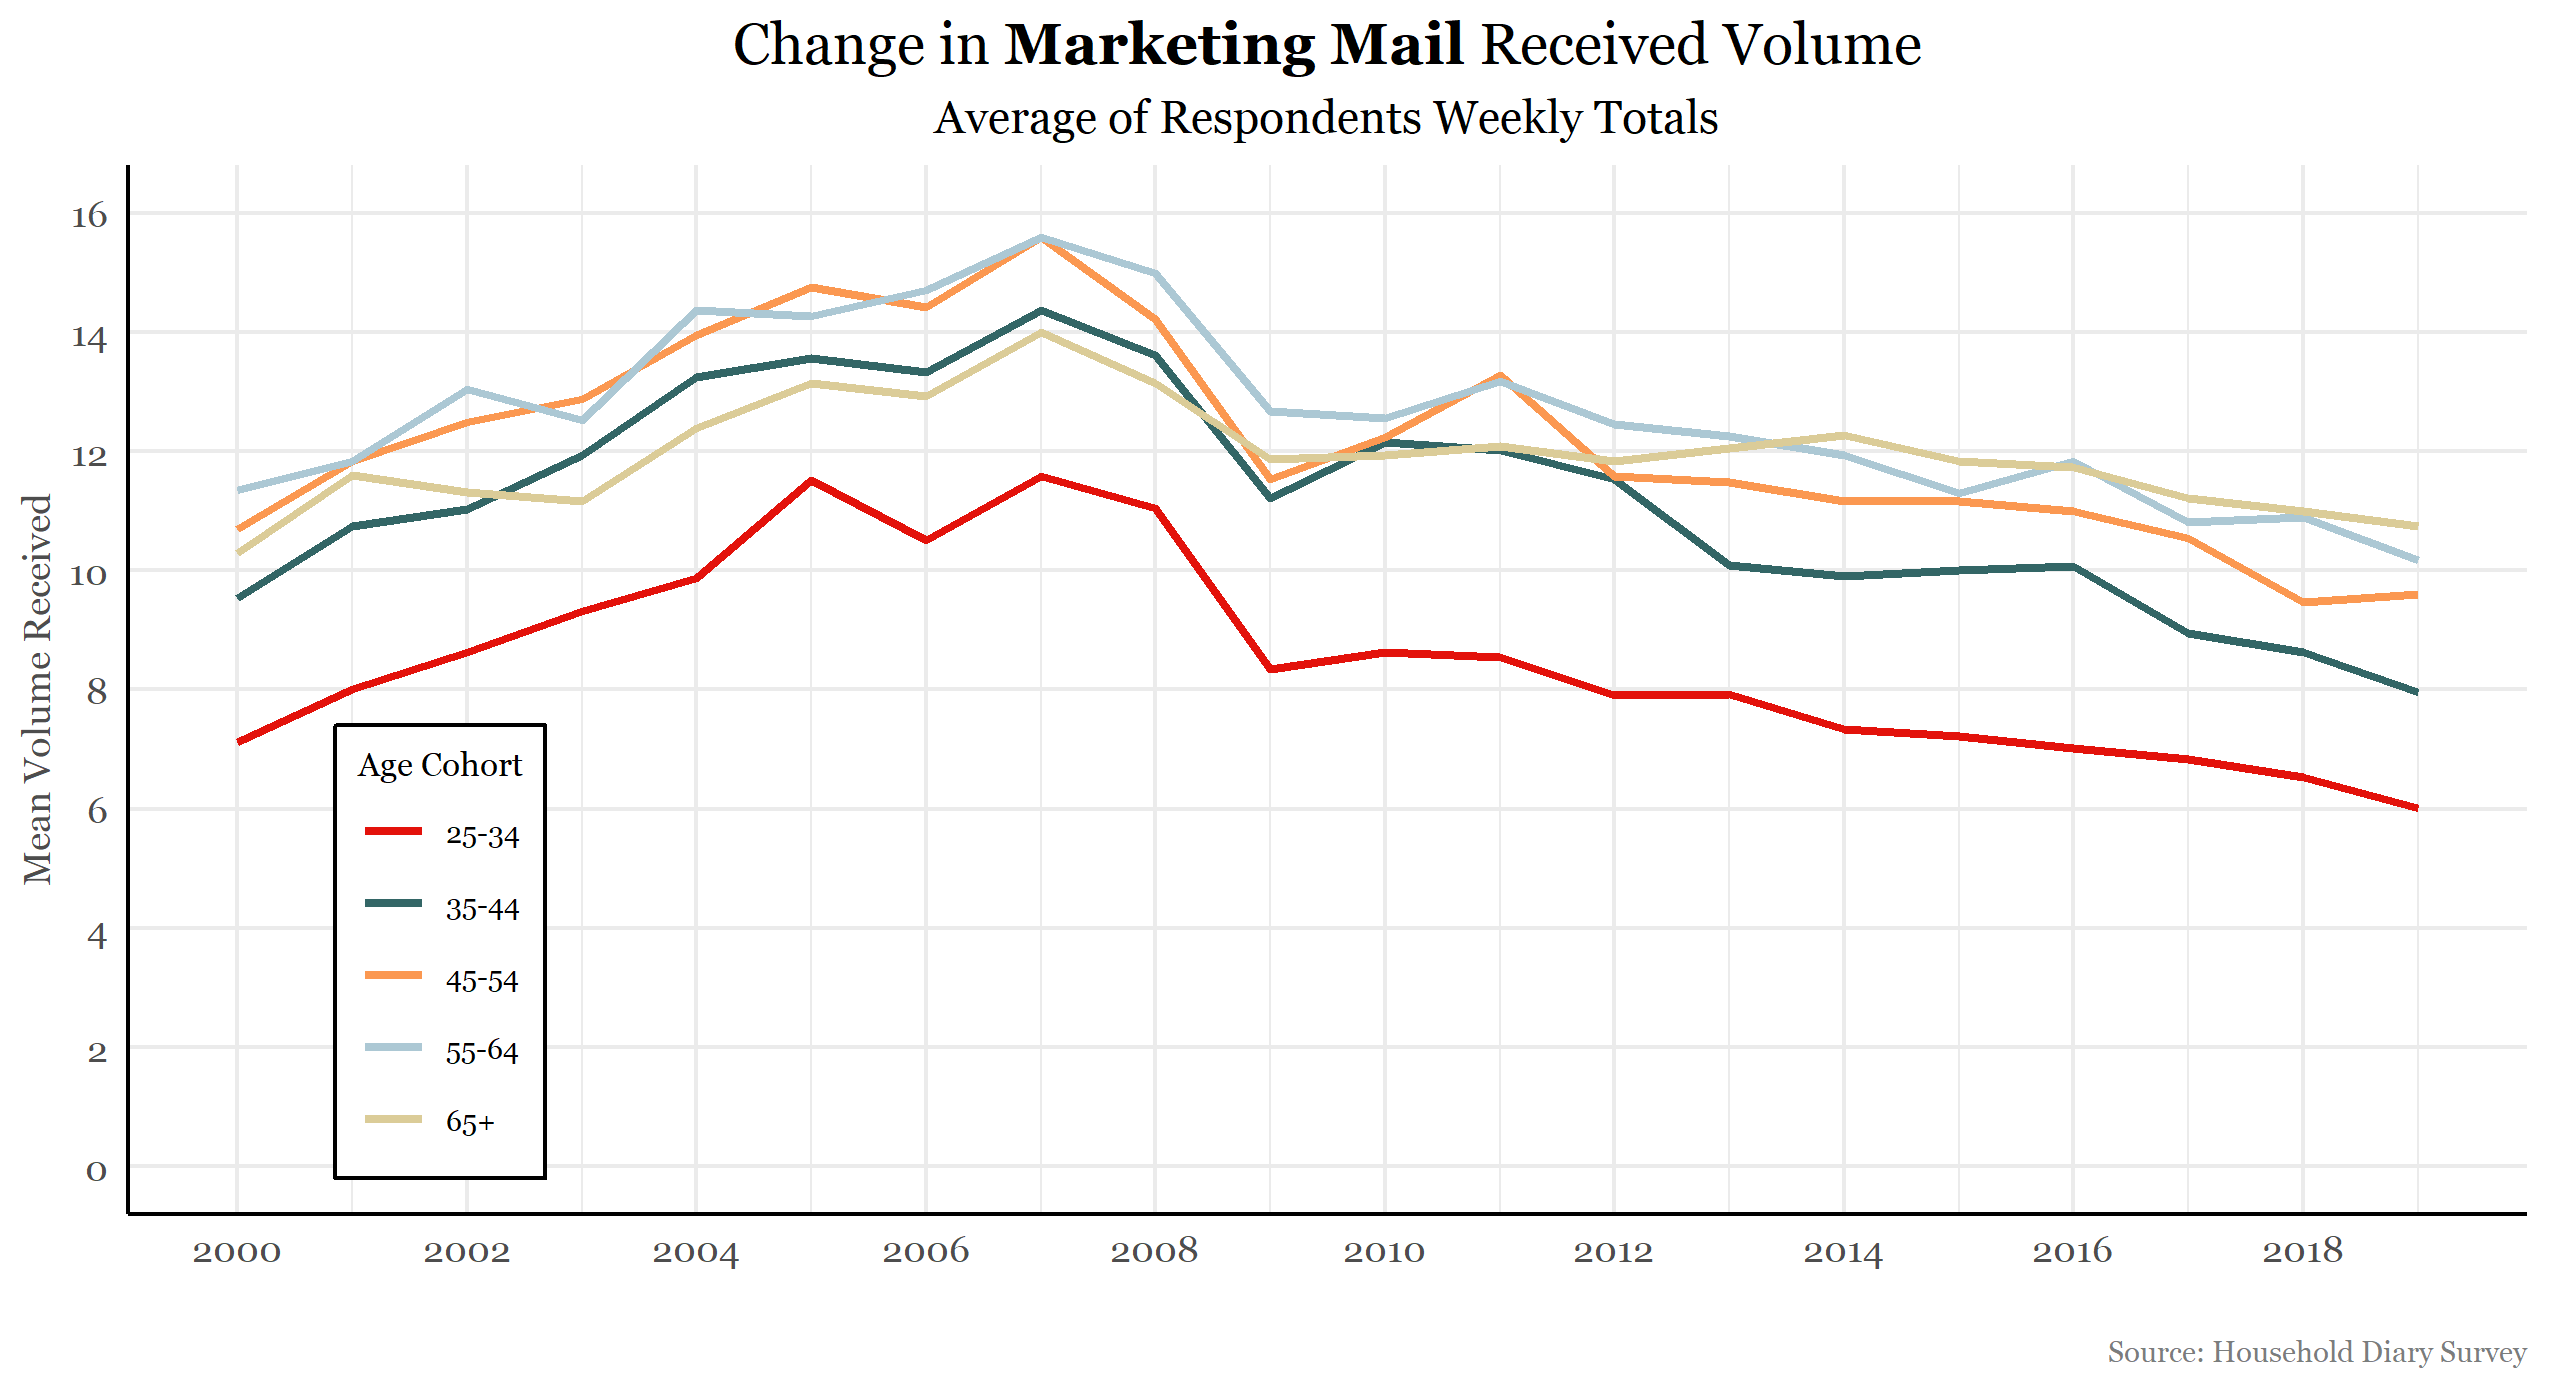 Change in Marketing Mail Received Volume
Average of Respondents Weekly Totals
Mean Volume Received
16
14
12
10
8
6
4
2
0
Age Cohort
25-34
35-44
45-54
55-64
65+
2000 2002 2004 2006 2008 2010 2012 2014 2016 2018
Source: Household Diary Survey